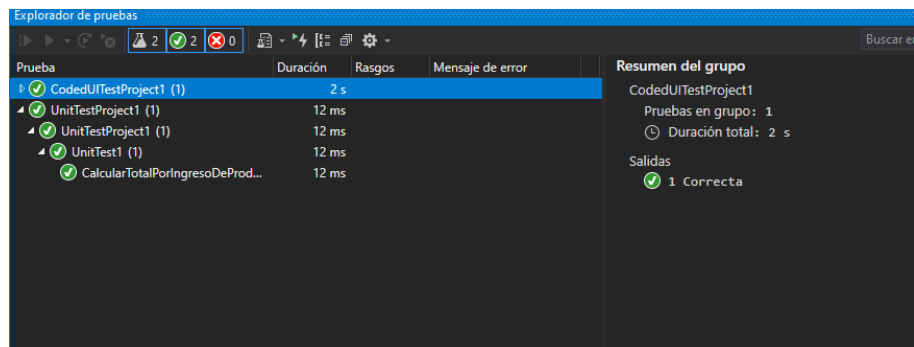 Explorador de pruebas
2 2 0 Buscar en
Prueba Duración Rasgos Mensaje de error
CodedUITestProject1 (1) 2 s
UnitTestProject1 (1) 12 ms
UnitTestProject1 (1) 12 ms
UnitTest1 (1) 12 ms
CalcularTotalPorIngresoDeProd... 12 ms
Resumen del grupo
CodedUITestProject1
Pruebas en grupo: 1
Duración total: 2 s
Salidas
1 Correcta